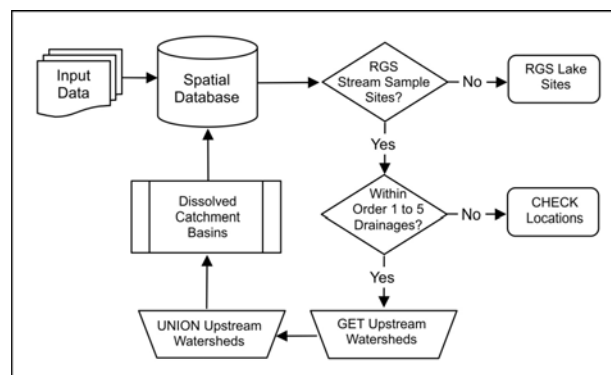 Input
Data
Spatial
Database
RGS
Stream Sample
Sites?
No
RGS Lake
Sites
Yes
Within
Order 1 to 5
Drainages?
No
CHECK
Locations
Yes
GET Upstream
Watersheds
UNION Upstream
Watersheds
Dissolved
Catchment
Basins